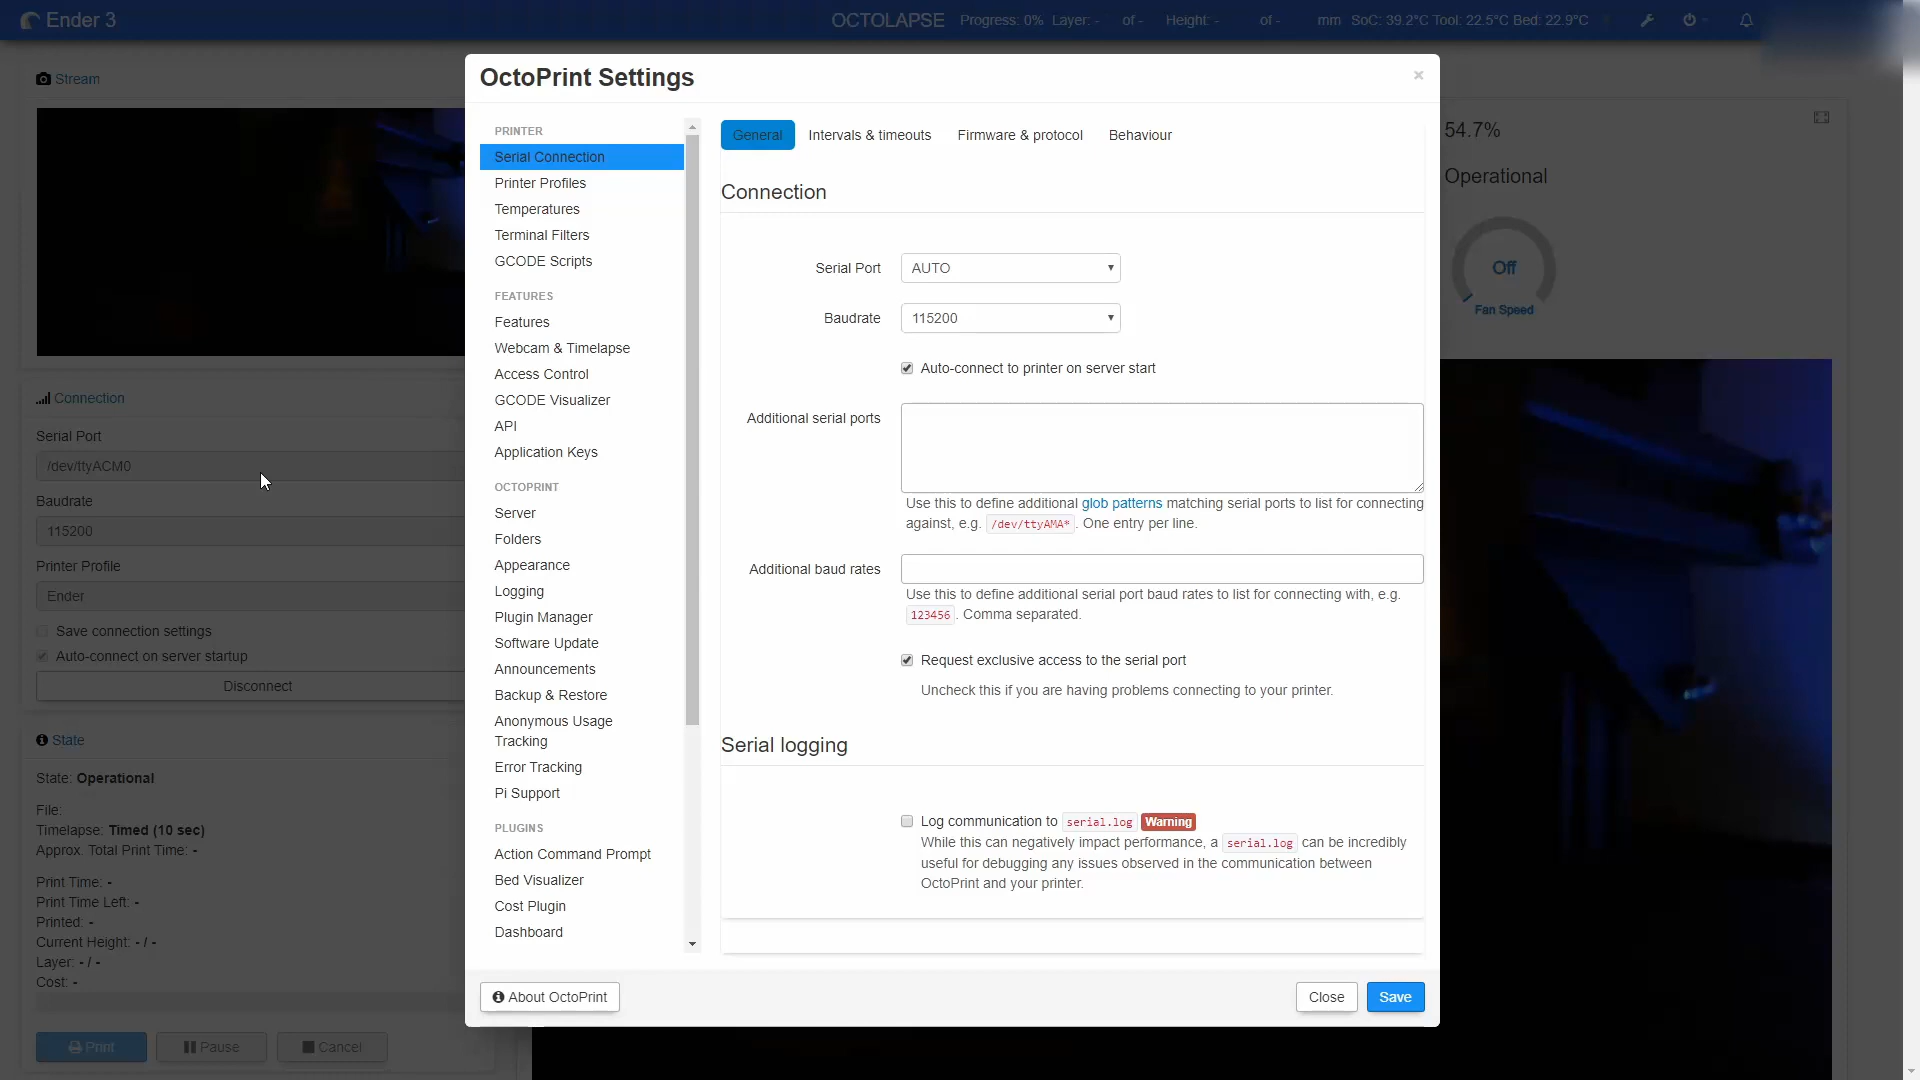 Ender 3
OCTOLAPSE Progress: 0% Layer: - of - Height: - of - mm SoC: 39.2°C Tool: 22.5°C Bed: 22.9°C
Stream
Connection
Serial Port
/dev/ttyACM0
Baudrate
115200
Printer Profile
Ender
Save connection settings
Auto-connect on server startup
Disconnect
State
State: Operational
File:
Timelapse: Timed (10 sec)
Approx. Total Print Time: -
Print Time: -
Print Time Left: -
Printed: -
Current Height: - / -
Layer: - / -
Cost: -
Print Pause Cancel
OctoPrint Settings
×
PRINTER
Serial Connection
Printer Profiles
Temperatures
Terminal Filters
GCODE Scripts
FEATURES
Features
Webcam & Timelapse
Access Control
GCODE Visualizer
API
Application Keys
OCTOPRINT
Server
Folders
Appearance
Logging
Plugin Manager
Software Update
Announcements
Backup & Restore
Anonymous Usage
Tracking
Error Tracking
Pi Support
PLUGINS
Action Command Prompt
Bed Visualizer
Cost Plugin
Dashboard
General Intervals & timeouts Firmware & protocol Behaviour
Connection
Serial Port AUTO
Baudrate 115200
Auto-connect to printer on server start
Additional serial ports
Use this to define additional glob patterns matching serial ports to list for connecting
against, e.g. /dev/ttyAMA* . One entry per line.
Additional baud rates
Use this to define additional serial port baud rates to list for connecting with, e.g.
123456 . Comma separated.
Request exclusive access to the serial port
Uncheck this if you are having problems connecting to your printer.
Serial logging
Log communication to serial.log Warning
While this can negatively impact performance, a serial.log can be incredibly
useful for debugging any issues observed in the communication between
OctoPrint and your printer.
About OctoPrint Close Save
54.7%
Operational
Off
Fan Speed